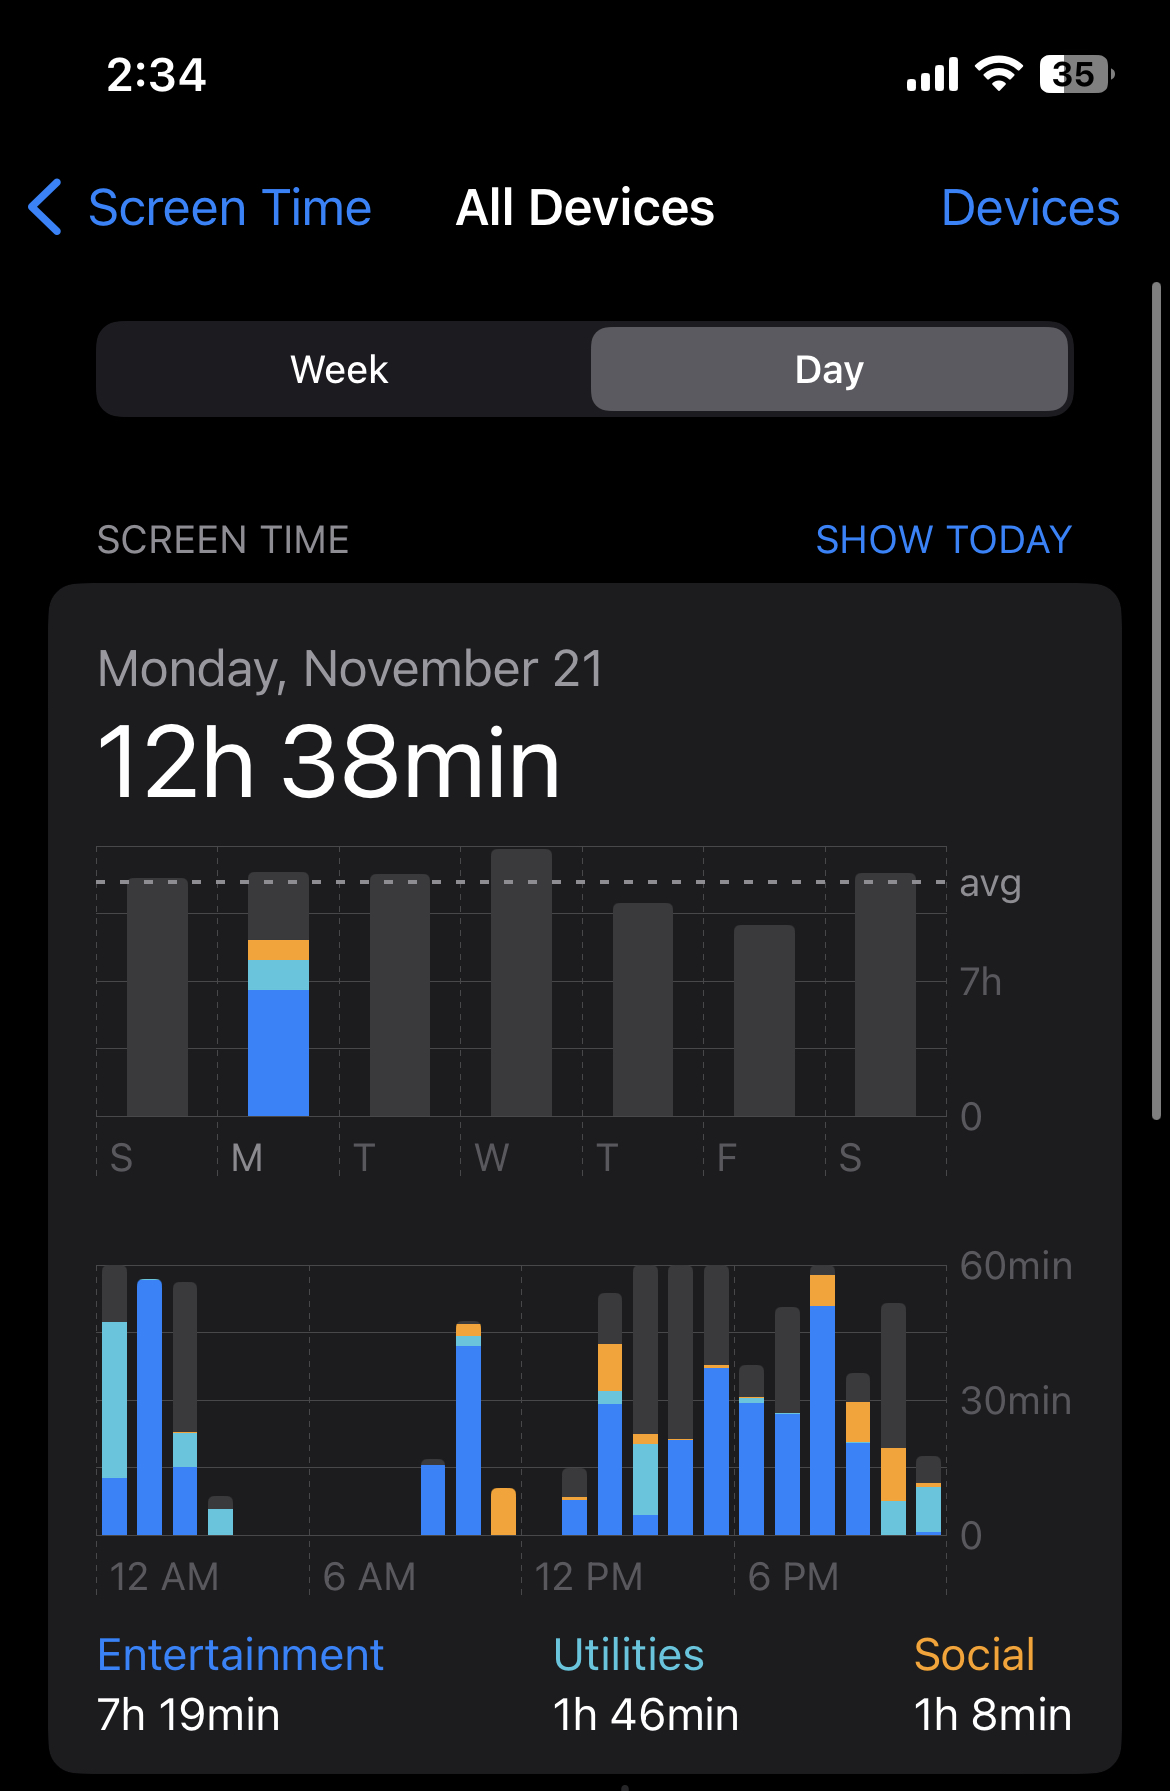 2:34
35
Screen Time
All Devices
Devices
Week
Day
SCREEN TIME
SHOW TODAY
Monday, November 21
12h 38min
avg
7h
0
S M T W T F S
60min
30min
0
12 AM 6 AM 12 PM 6 PM
Entertainment Utilities Social
7h 19min 1h 46min 1h 8min